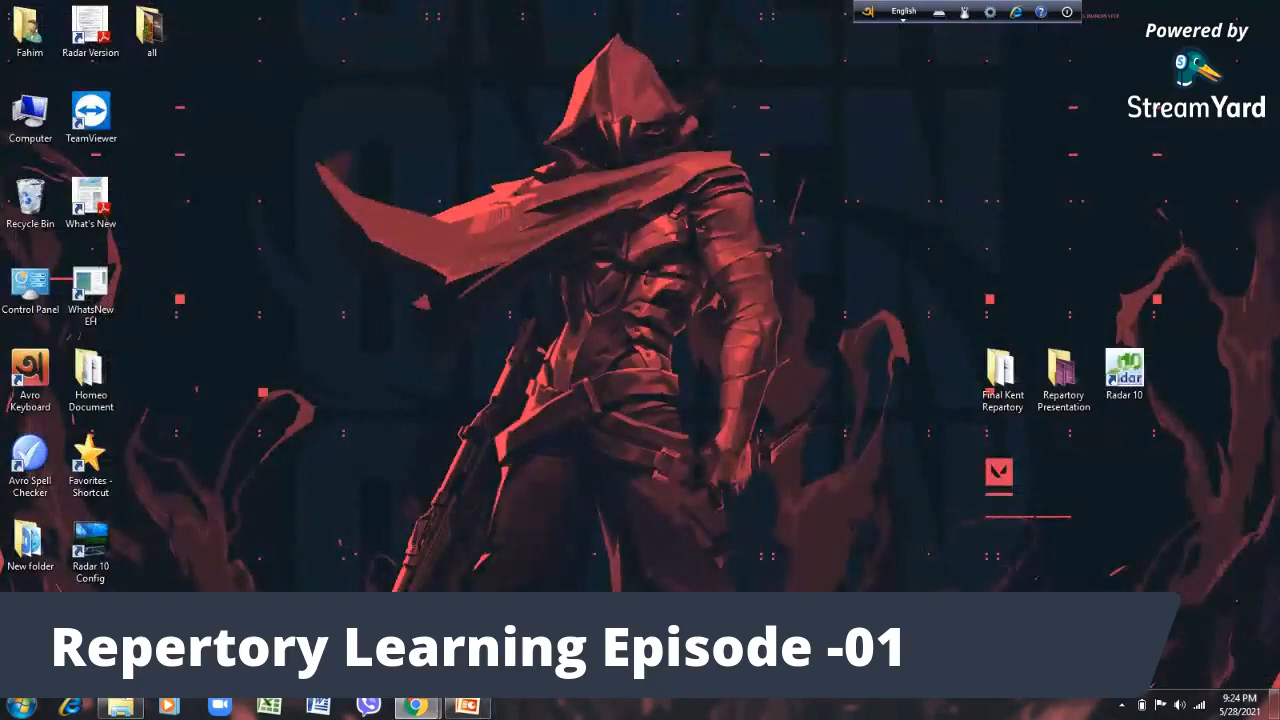 Fahim
Radar Version
all
Computer
TeamViewer
Recycle Bin
What's New
Control Panel
WhatsNew
EH
Avro
Keyboard
Homeo
Document
Avro Spell
Checker
Favorites -
Shortcut
New folder
Radar 10
Config
English
Powered by
StreamYard
Final Kent
Repartory
Repartory
Presentation
Radar 10
Repertory Learning Episode -01
9:24 PM
5/28/2021